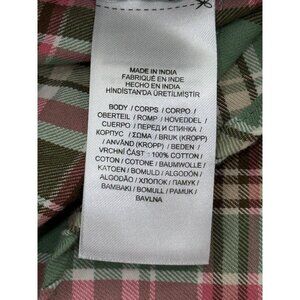 MADE IN INDIA
FABRIQUÉ EN INDE
HECHO EN INDIA
HİNDİSTAN'DA ÜRETİLMİŞTİR
BODY / CORPS / CORPO /
OBERTEIL / ROMP / HOVEDDEL /
CUERPO / ПЕРЕД И СПИНКА /
КОРПУС / ΣΩΜΑ / BRUK (KROPP)
/ ANVÄND (KROPP) / BEDEN /
VRCHNÍ ČÁST : 100% COTTON /
COTON / COTONE / BAUMWOLLE /
KATOEN / BOMULD / ALGODÓN /
ALGODÃO / ХЛОПОК / ПАМУК /
BAMBAKI / BOMULL / PAMUK /
BAVLNA